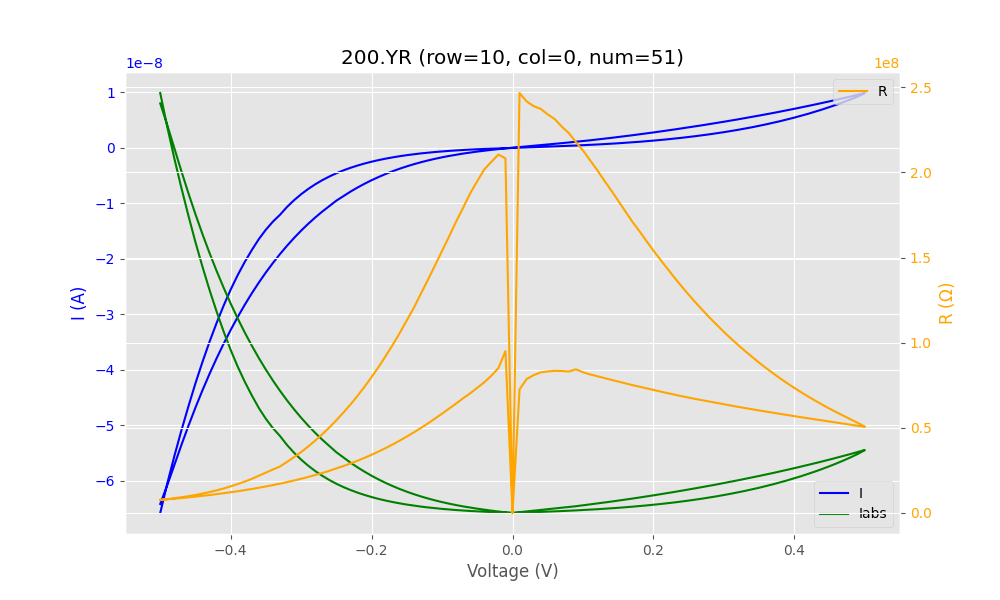 200.YR (row=10, col=0, num=51)
1e−8
1e8
R
1
0
−1
−2
−3
−4
−5
−6
I (A)
2.5
2.0
1.5
1.0
0.5
0.0
R (Ω)
I
Iabs
−0.4
−0.2
0.0
0.2
0.4
Voltage (V)